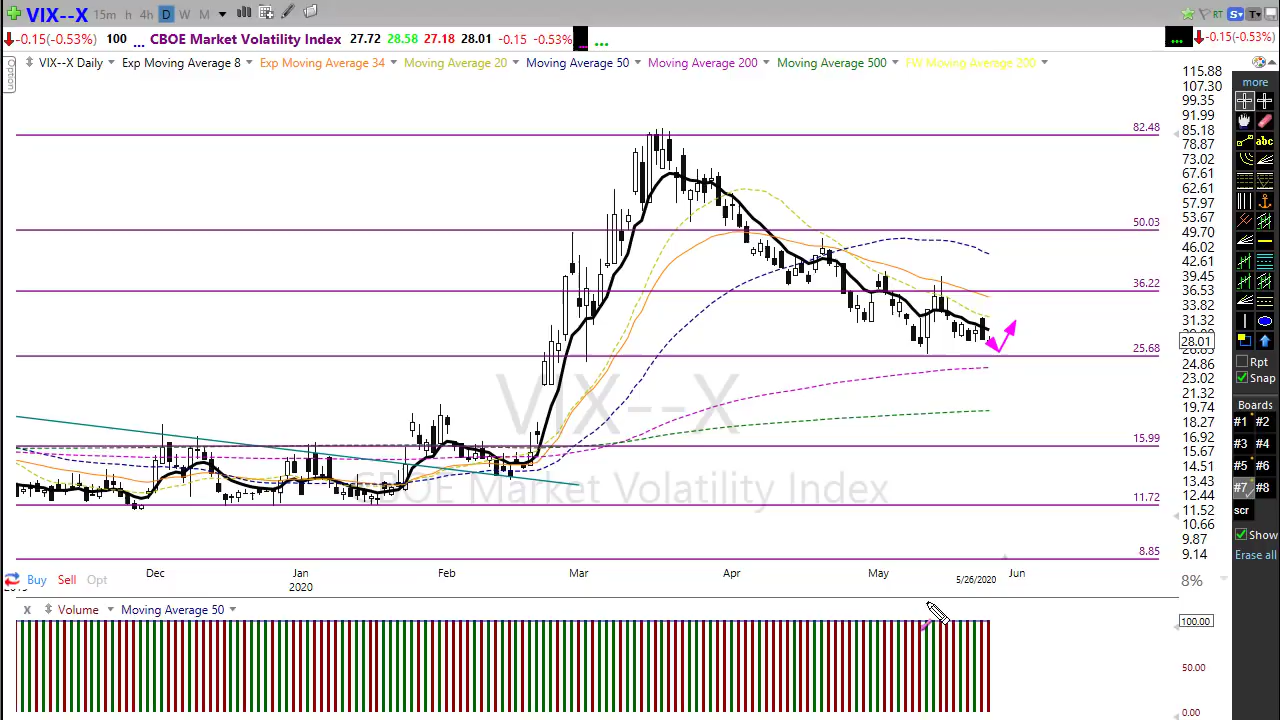 VIX--X 15m h 4h D W M
RT S T
-0.15(-0.53%) 100 ... CBOE Market Volatility Index 27.72 28.58 27.18 28.01 -0.15 -0.53% ... ... ... -0.15(-0.53%)
Option
VIX--X Daily Exp Moving Average 8 Exp Moving Average 34 Moving Average 20 Moving Average 50 Moving Average 200 Moving Average 500 FW Moving Average 200
115.88
107.30
99.35
91.99
85.18
78.87
73.02
67.61
62.61
57.97
53.67
49.70
46.02
42.61
39.45
36.53
33.82
31.32
28.01
24.86
23.02
21.32
19.74
18.27
16.92
15.67
14.51
13.43
12.44
11.52
10.66
9.87
9.14
82.48
50.03
36.22
25.68
15.99
11.72
8.85
VIX--X
CBOE Market Volatility Index
Dec Jan Feb Mar Apr May 5/26/2020 Jun
2020
Buy Sell Opt
8%
X Volume Moving Average 50
100.00
50.00
0.00
more
abc
Rpt
Snap
Boards
#1 #2
#3 #4
#5 #6
#7 #8
scr
Show
Erase all